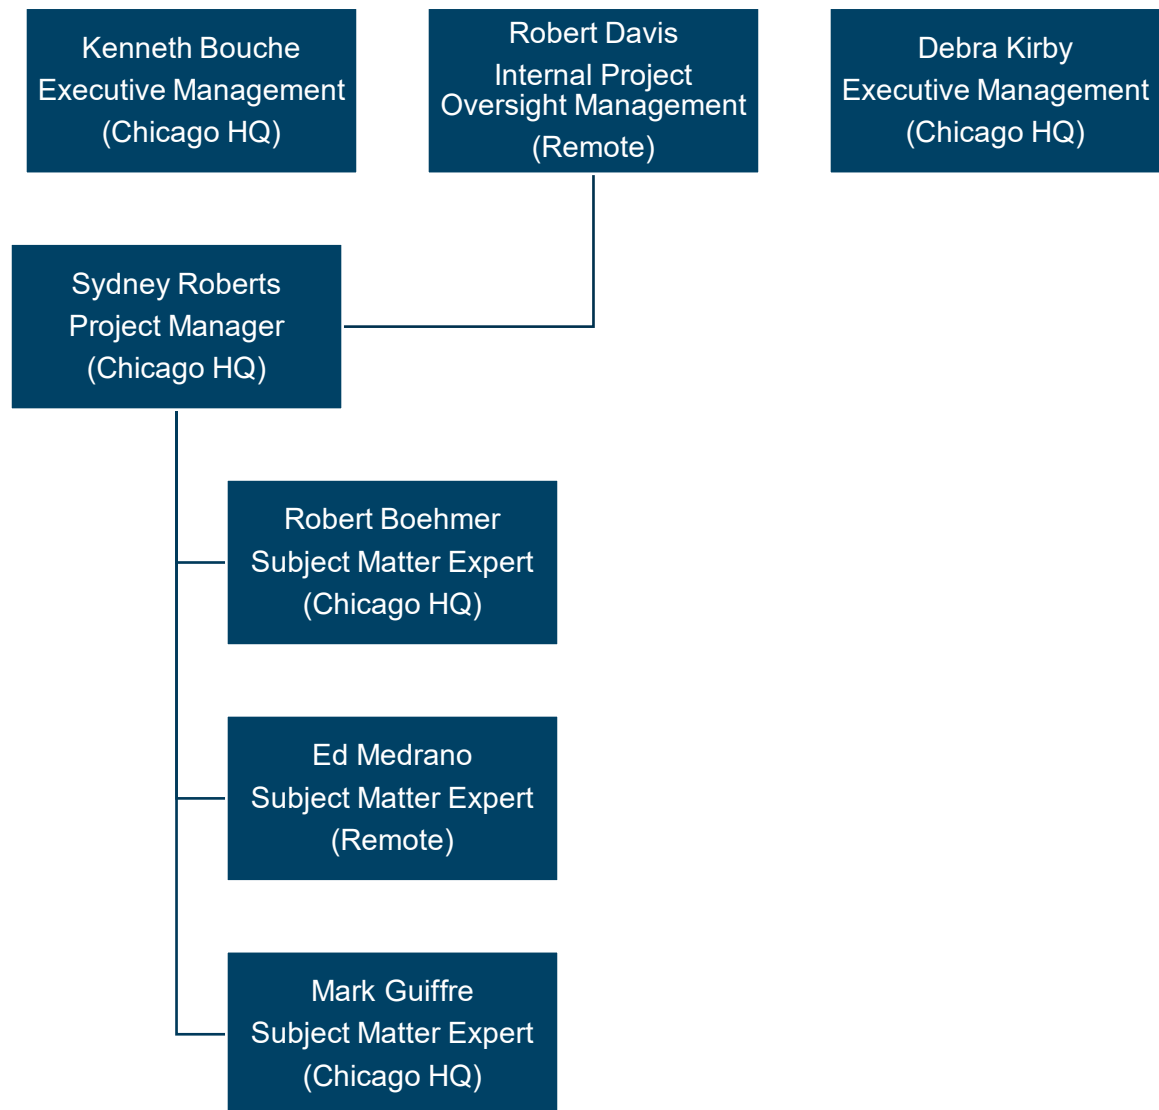 Kenneth Bouche
Executive Management
(Chicago HQ)
Robert Davis
Internal Project
Oversight Management
(Remote)
Debra Kirby
Executive Management
(Chicago HQ)
Sydney Roberts
Project Manager
(Chicago HQ)
Robert Boehmer
Subject Matter Expert
(Chicago HQ)
Ed Medrano
Subject Matter Expert
(Remote)
Mark Guiffre
Subject Matter Expert
(Chicago HQ)